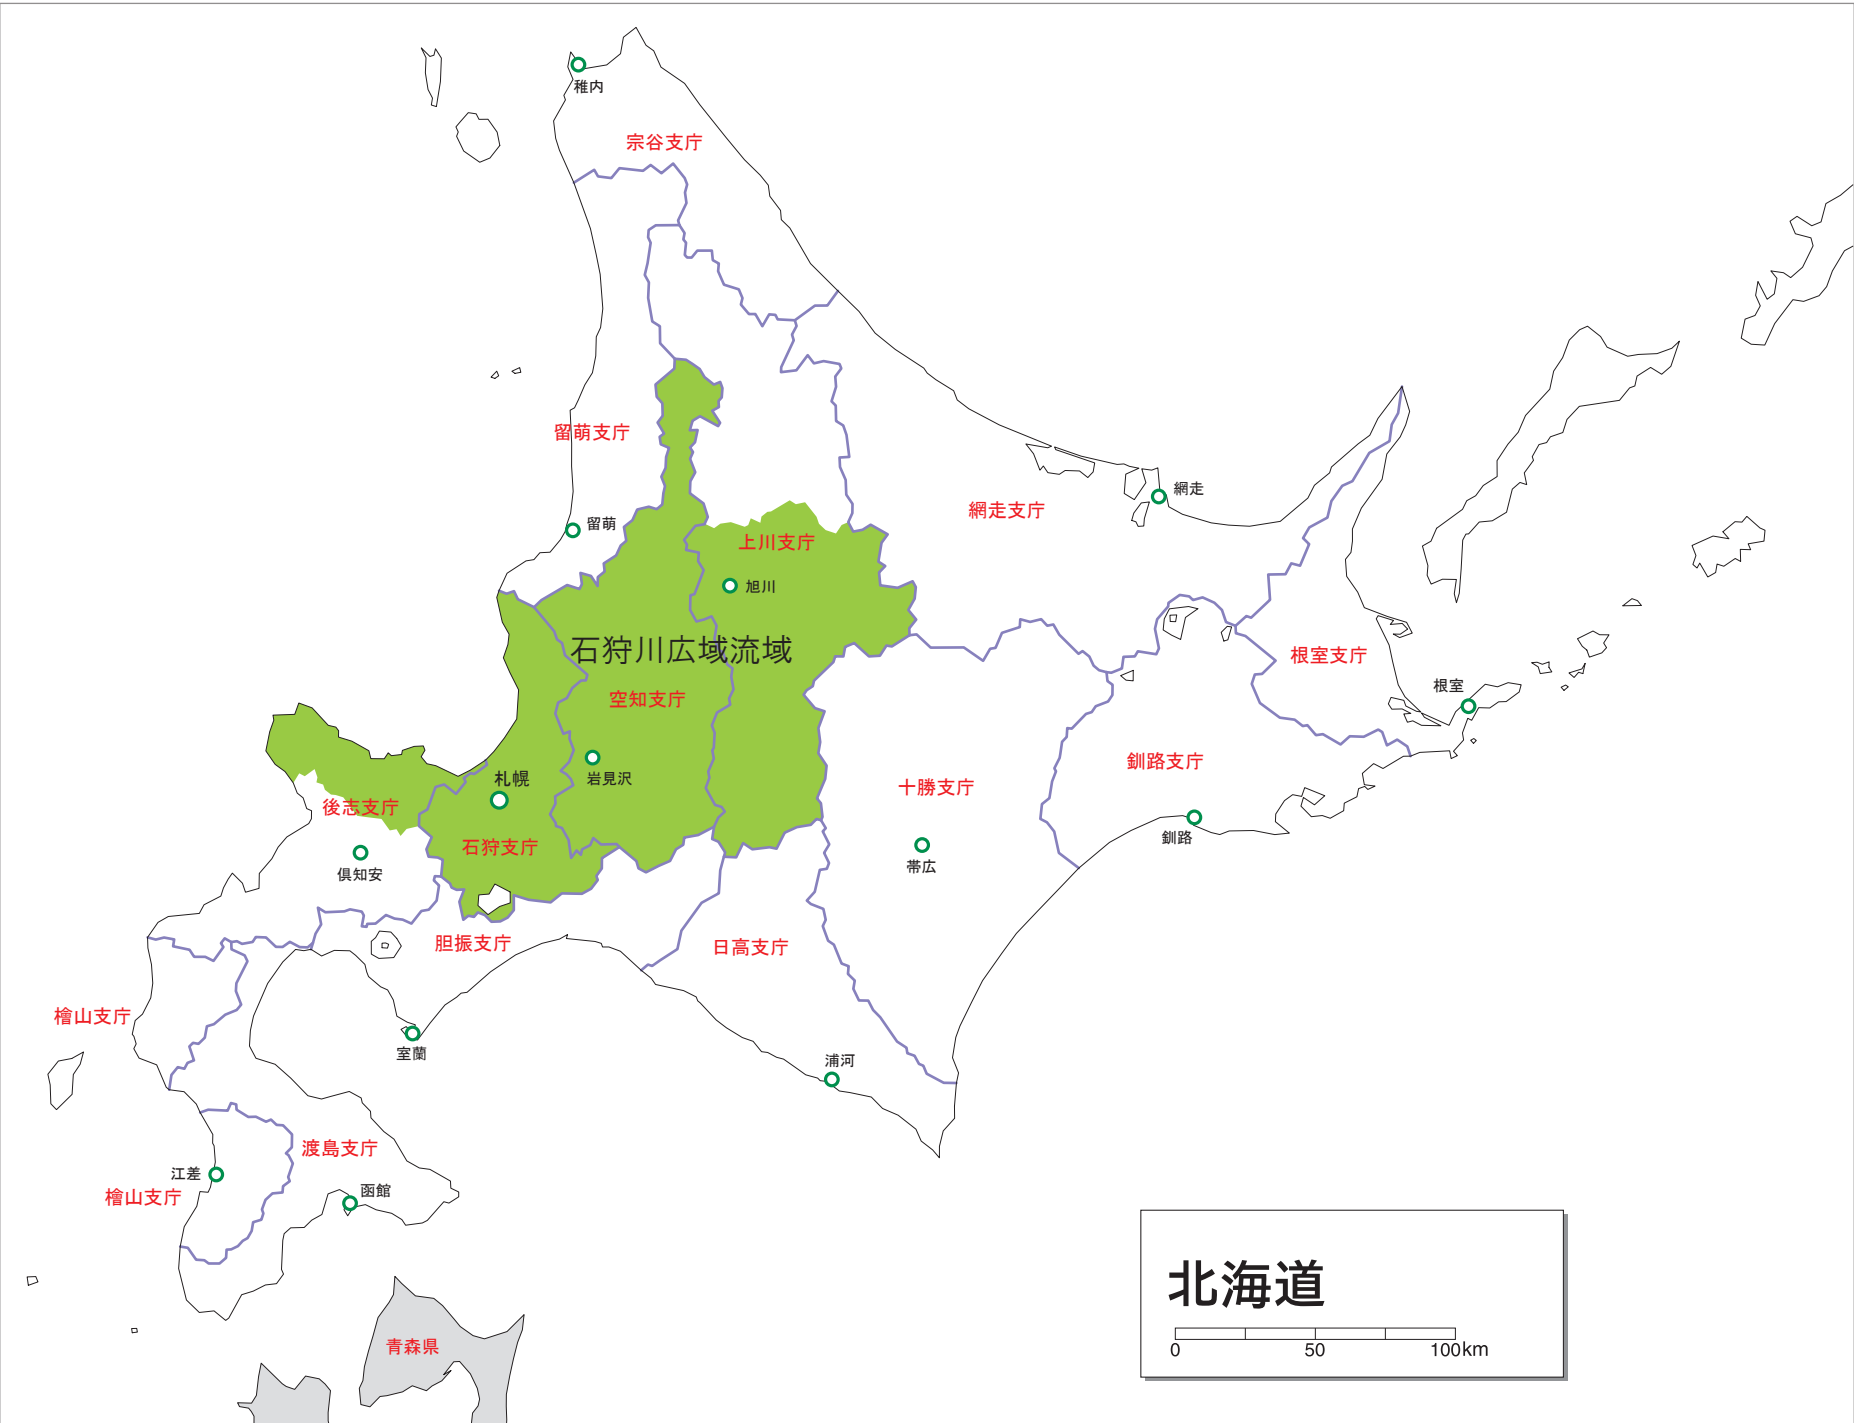 稚内
宗谷支庁
留萌支庁
網走
網走支庁
留萌
上川支庁
旭川
石狩川広域流域
根室支庁
根室
空知支庁
釧路支庁
岩見沢
札幌
十勝支庁
後志支庁
釧路
石狩支庁
帯広
倶知安
胆振支庁
日高支庁
檜山支庁
室蘭
浦河
渡島支庁
江差
函館
檜山支庁
青森県
北海道
0 50 100km